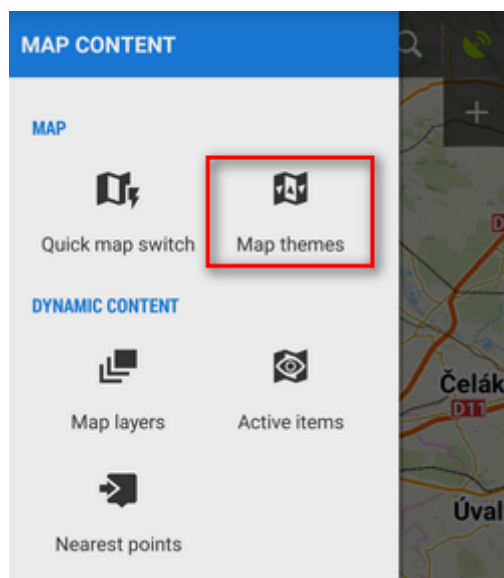 MAP CONTENT
MAP
Quick map switch
Map themes
DYNAMIC CONTENT
Map layers
Active items
Nearest points
Čelák
D11
Úval